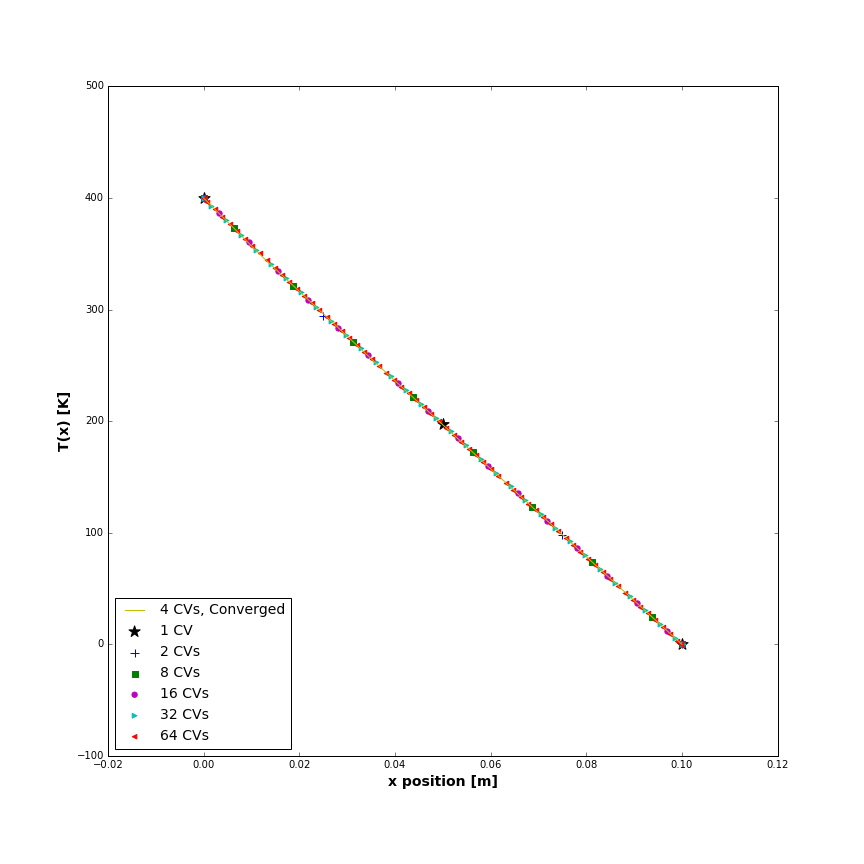 500
400
300
200
100
0
−100
−0.02
0.00
0.02
0.04
0.06
0.08
0.10
0.12
T(x) [K]
x position [m]
4 CVs, Converged
1 CV
2 CVs
8 CVs
16 CVs
32 CVs
64 CVs